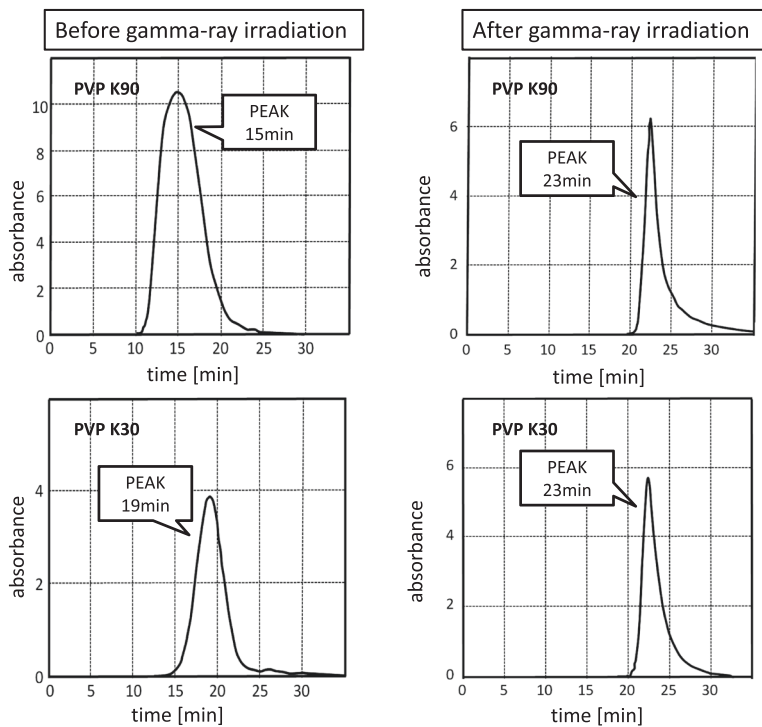 Before gamma-ray irradiation
After gamma-ray irradiation
PVP K90
PEAK
15min
10
8
6
4
2
0
absorbance
0 5 10 15 20 25 30
time [min]
PVP K90
PEAK
23min
6
4
2
0
absorbance
0 5 10 15 20 25 30
time [min]
PVP K30
PEAK
19min
4
2
0
absorbance
0 5 10 15 20 25 30
time [min]
PVP K30
PEAK
23min
6
4
2
0
absorbance
0 5 10 15 20 25 30
time [min]